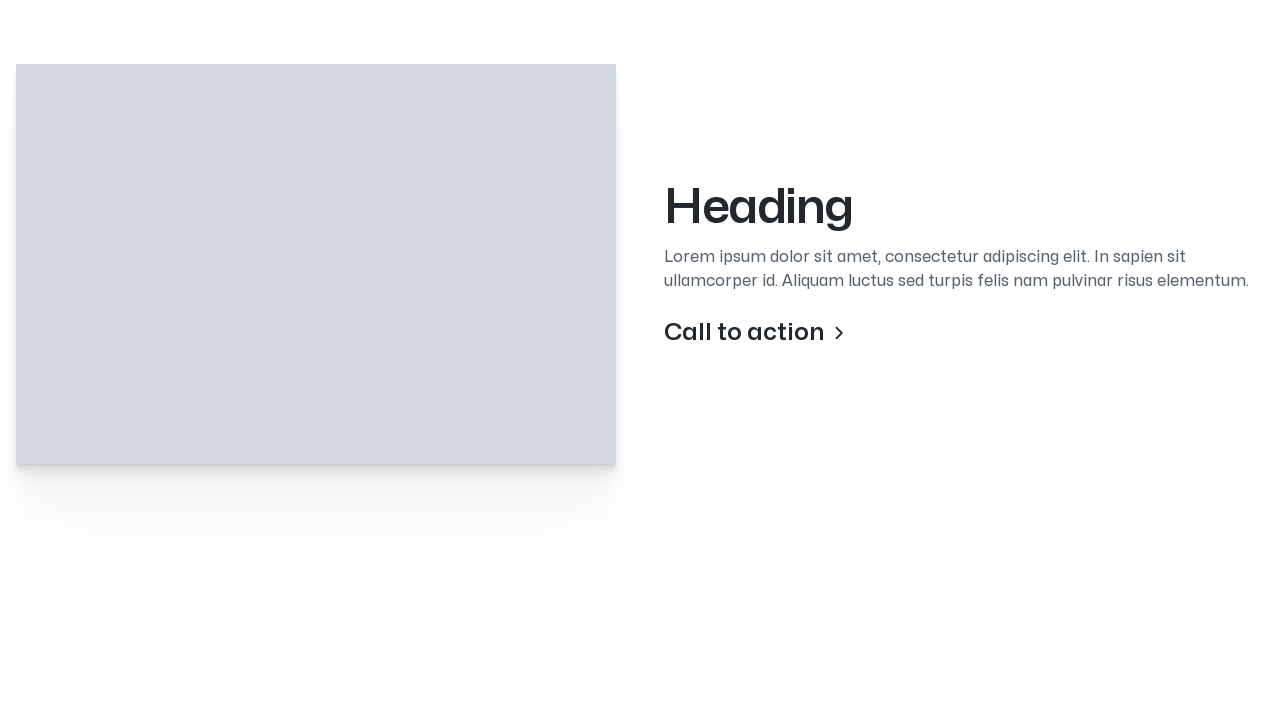 Heading
Lorem ipsum dolor sit amet, consectetur adipiscing elit. In sapien sit
ullamcorper id. Aliquam luctus sed turpis felis nam pulvinar risus elementum.
Call to action